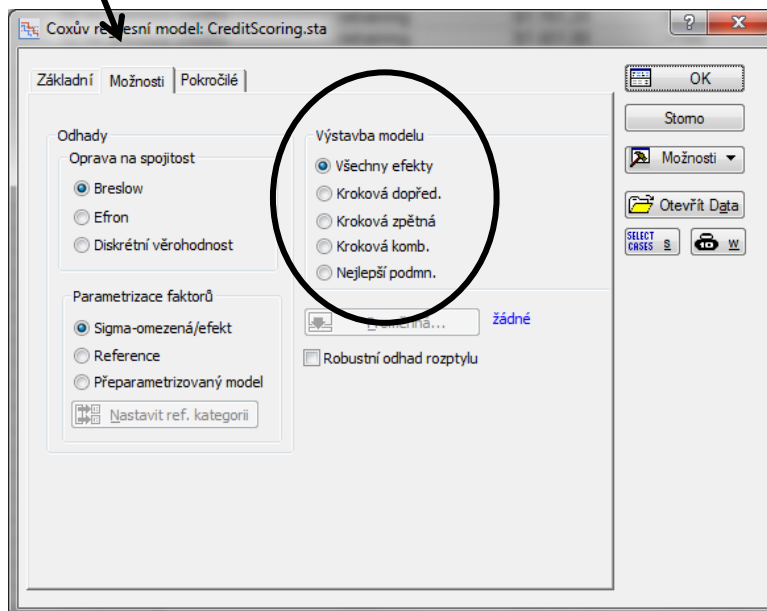 Coxův regresní model: CreditScoring.sta
Základní
Možnosti
Pokročilé
OK
Storno
Možnosti
Otevřít Data
SELECT CASES S
W
Odhady
Oprava na spojitost
Breslow
Efron
Diskrétní věrohodnost
Parametrizace faktorů
Sigma-omezená/efekt
Reference
Přeparametrizovaný model
Nastavit ref. kategorii
Výstavba modelu
Všechny efekty
Kroková dopřed.
Kroková zpětná
Kroková komb.
Nejlepší podmn.
Proměnná...
žádné
Robustní odhad rozptylu